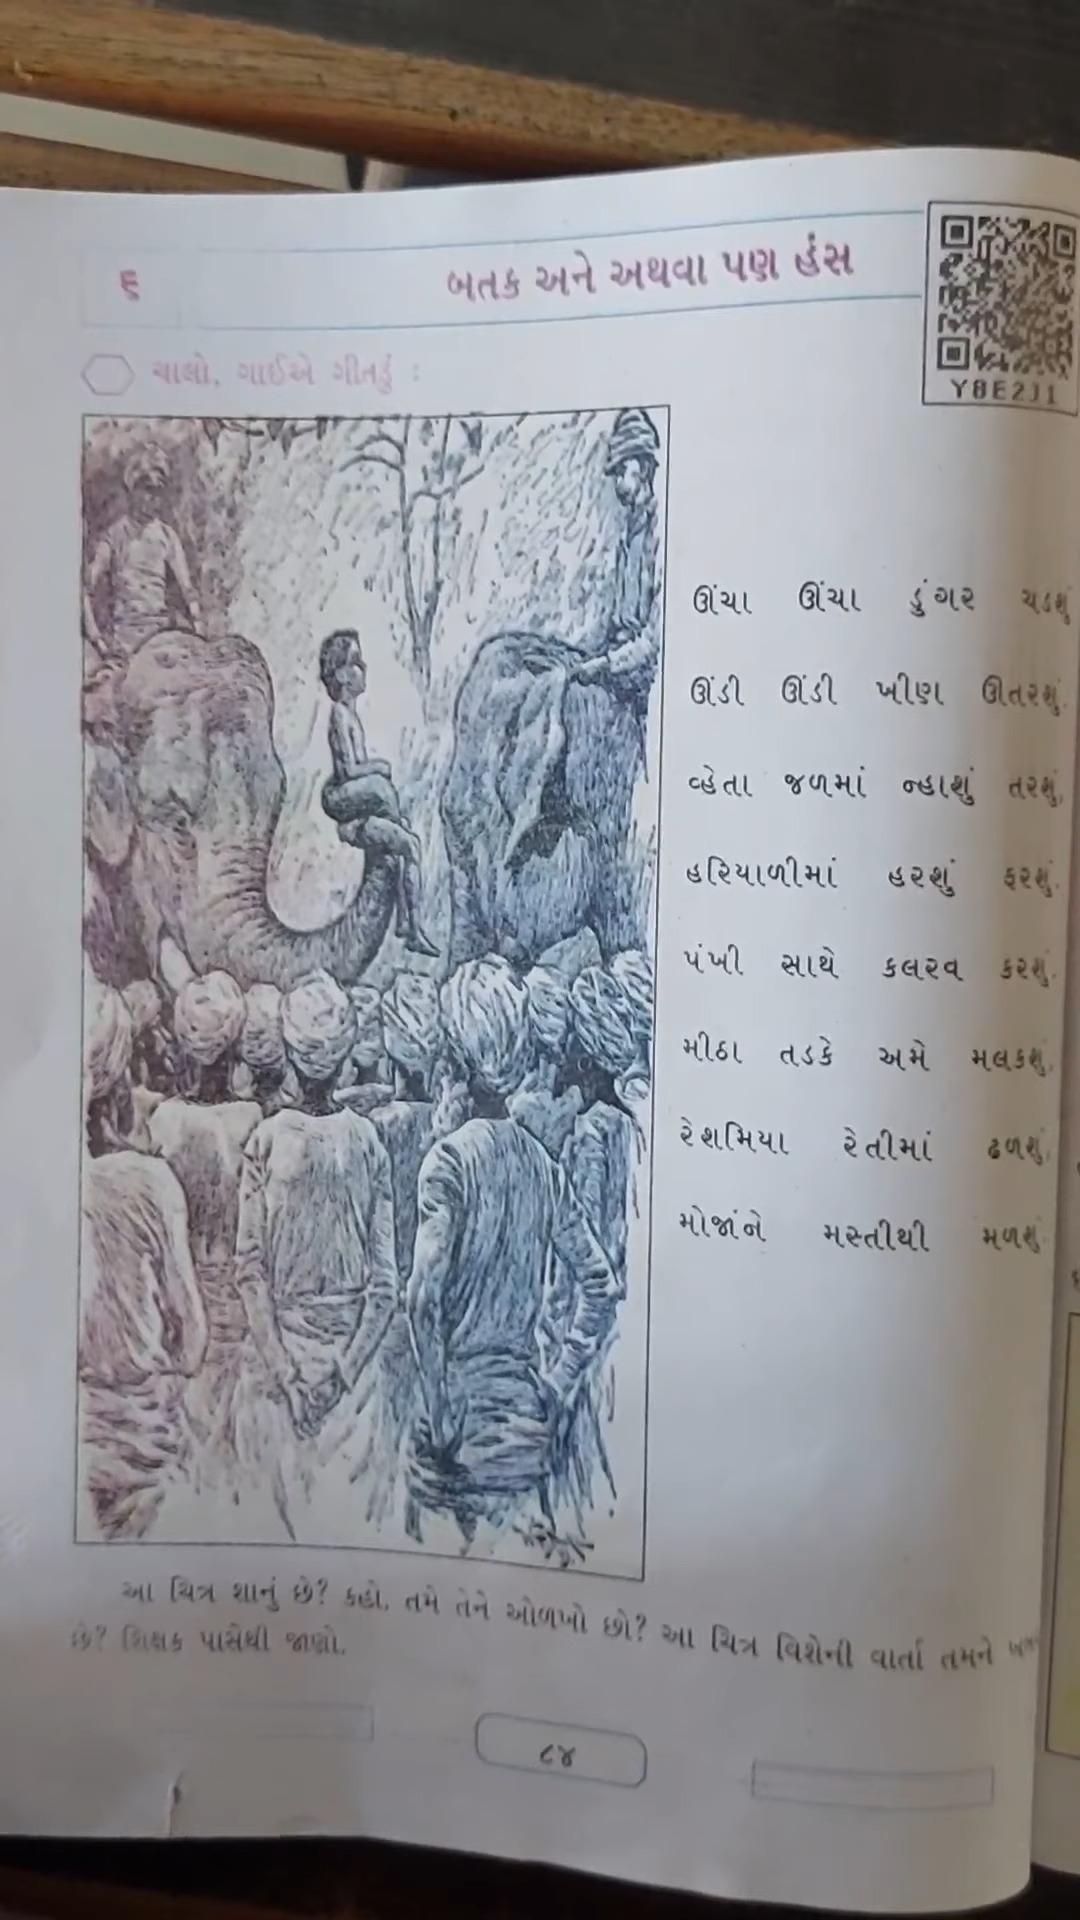 ૬
બતક અને અથવા પણ હંસ
Y8E2J1
ચાલો, ગાઈએ ગીતડું :
ઊંચા ઊંચા ડુંગર ચડશું
ઊંડી ઊંડી ખીણ ઊતરશું.
વ્હેતા જળમાં ન્હાશું તરશું,
હરિયાળીમાં હરશું ફરશું.
પંખી સાથે કલરવ કરશું.
મીઠા તડકે અમે મલકશું,
રેશમિયા રેતીમાં ઢળશું,
મોજાંને મસ્તીથી મળશું
આ ચિત્ર શાનું છે? કહો, તમે તેને ઓળખો છો? આ ચિત્ર વિશેની વાર્તા તમને
છે? શિક્ષક પાસેથી જાણો.
૮૪